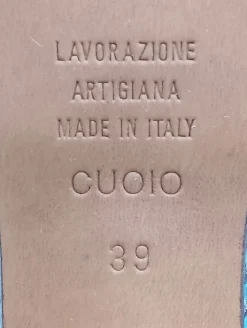 LAVORAZIONE
ARTIGIANA
MADE IN ITALY
CUOIO
39